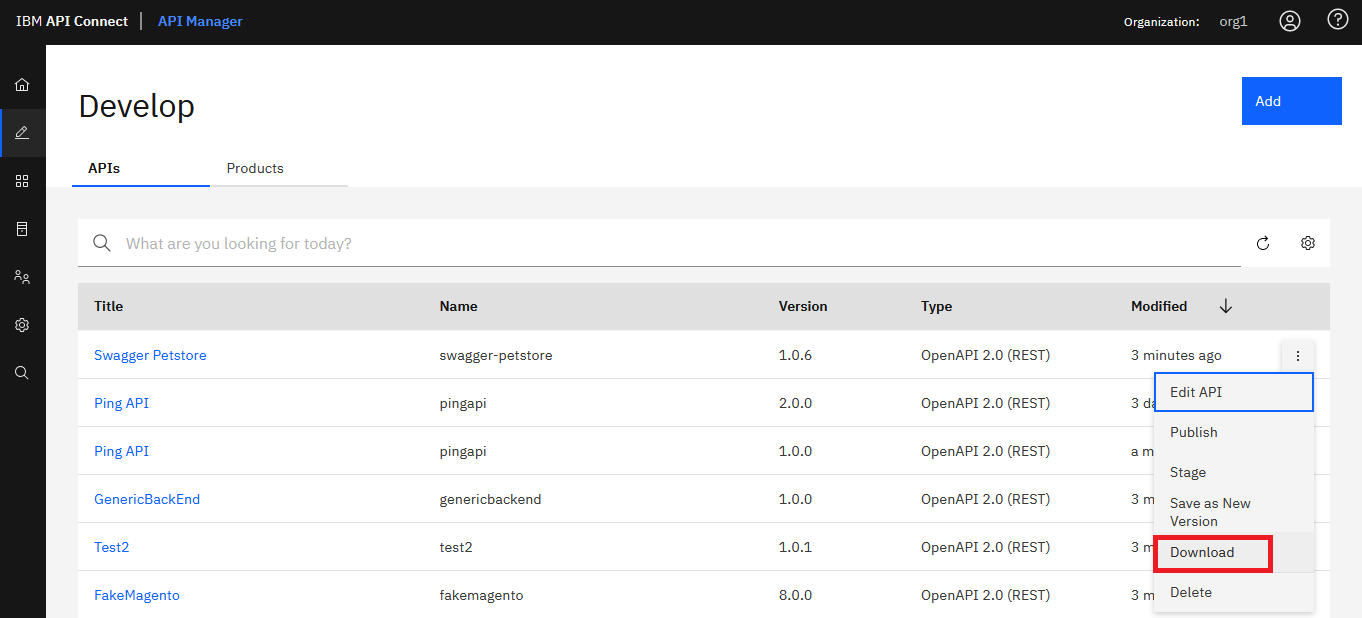 IBM API Connect | API Manager Organization: org1
Develop
Add
APIs Products
What are you looking for today?
Title Name Version Type Modified
Swagger Petstore swagger-petstore 1.0.6 OpenAPI 2.0 (REST) 3 minutes ago
Edit API
Ping API pingapi 2.0.0 OpenAPI 2.0 (REST) 3 da
Publish
Ping API pingapi 1.0.0 OpenAPI 2.0 (REST) a m
Stage
GenericBackEnd genericbackend 1.0.0 OpenAPI 2.0 (REST) 3 m
Save as New
Version
Test2 test2 1.0.1 OpenAPI 2.0 (REST) 3 m
Download
FakeMagento fakemagento 8.0.0 OpenAPI 2.0 (REST) 3 m
Delete